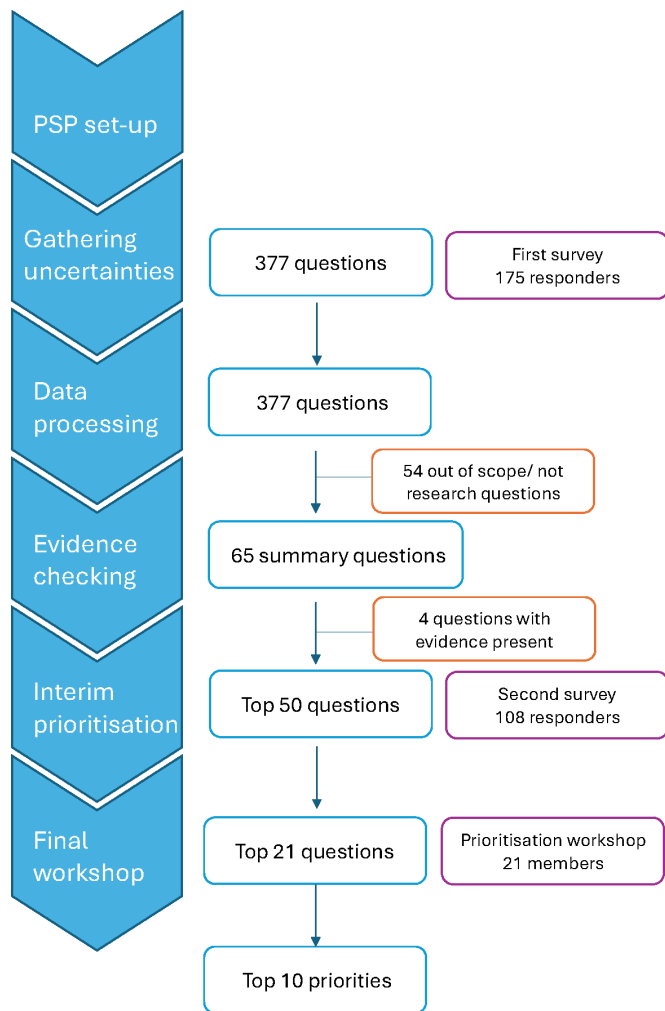 PSP set-up
Gathering
uncertainties
377 questions
First survey
175 responders
Data
processing
377 questions
54 out of scope/ not
research questions
Evidence
checking
65 summary questions
4 questions with
evidence present
Interim
prioritisation
Top 50 questions
Second survey
108 responders
Final
workshop
Top 21 questions
Prioritisation workshop
21 members
Top 10 priorities